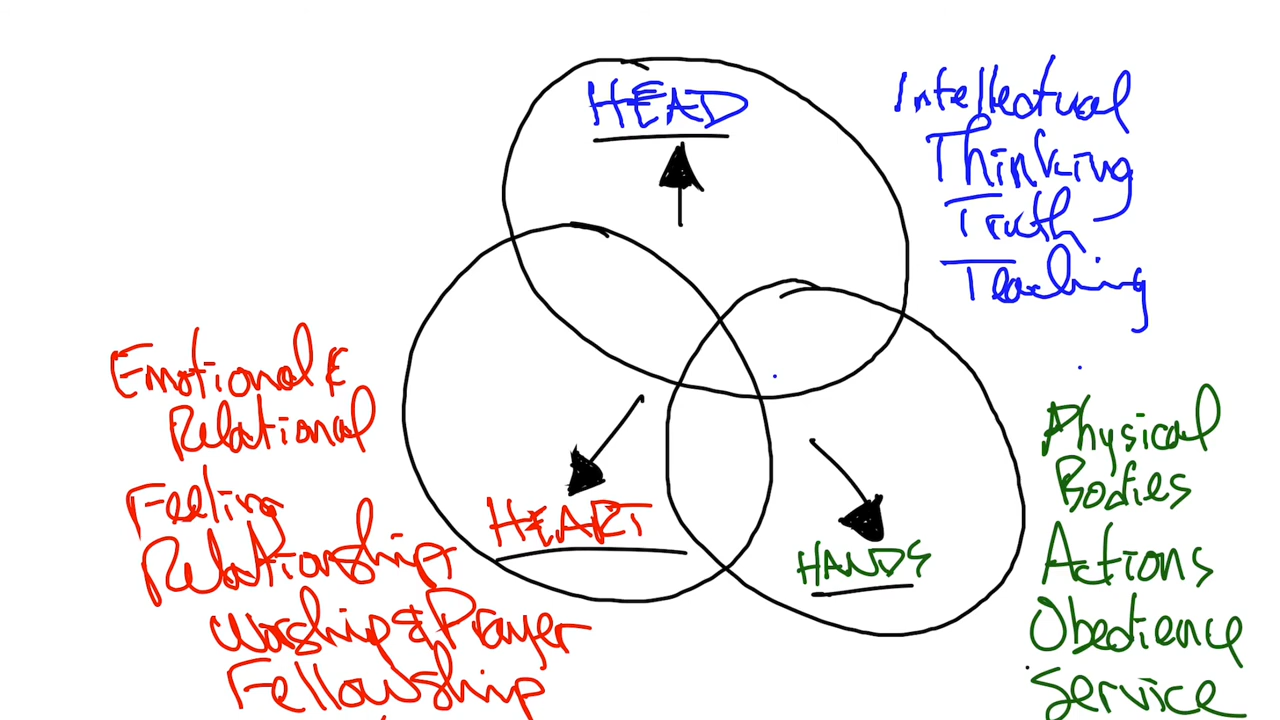 HEAD
Intellectual
Thinking
Truth
Teaching
Emotional &
Relational
Feeling
Relationship
Worship & Prayer
Fellowship
HEART
HANDS
Physical
Bodies
Actions
Obedience
Service